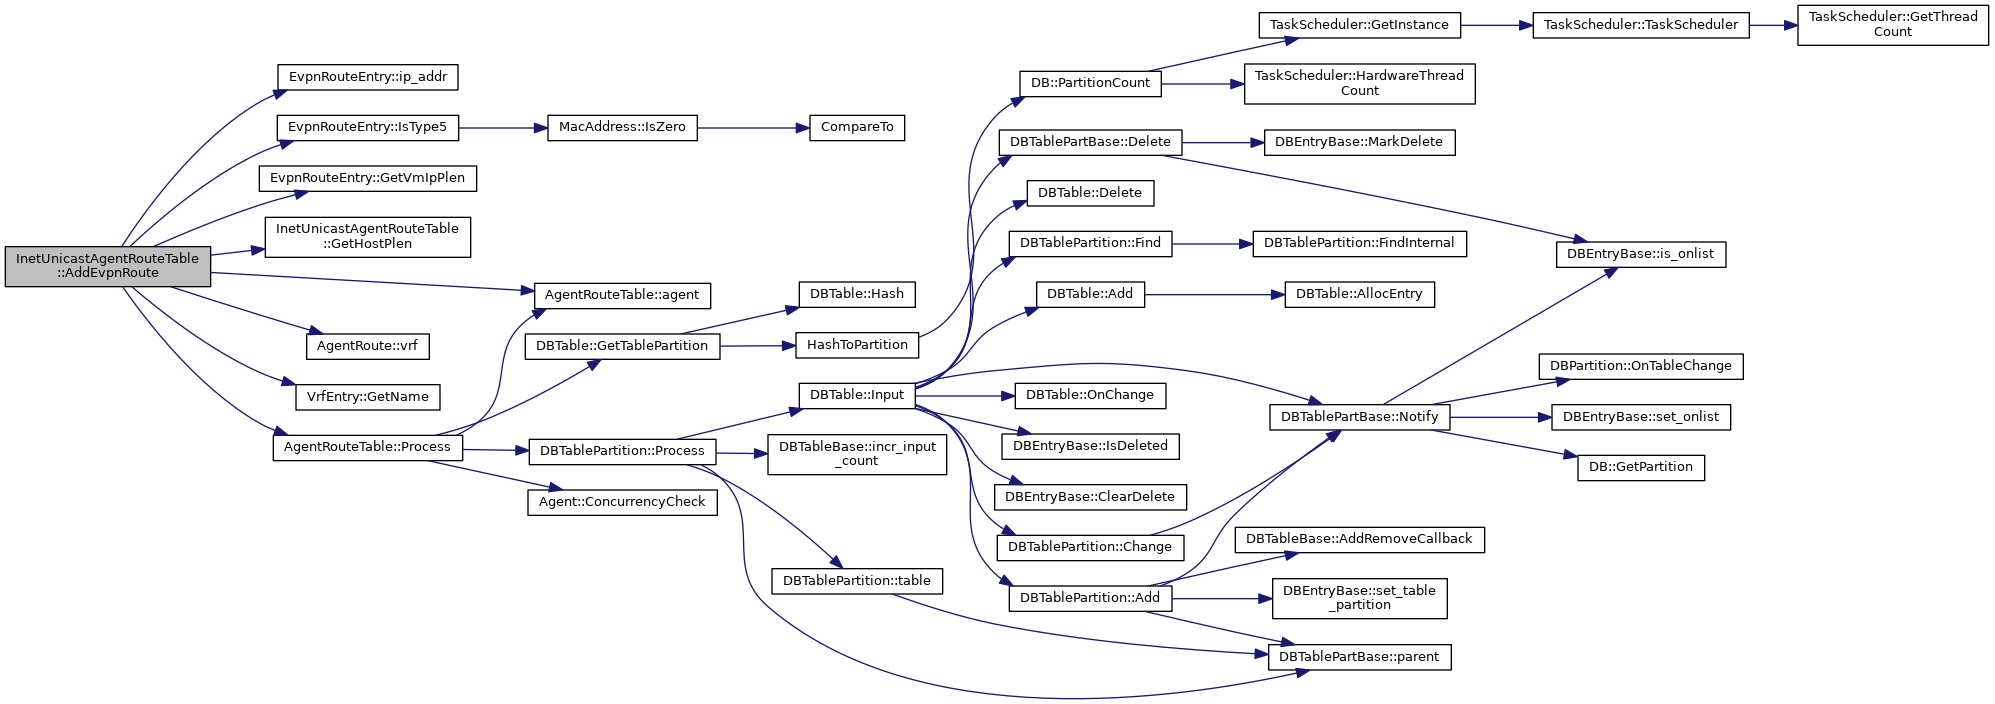 InetUnicastAgentRouteTable
::AddEvpnRoute
EvpnRouteEntry::ip_addr
EvpnRouteEntry::IsType5
EvpnRouteEntry::GetVmIpPlen
InetUnicastAgentRouteTable
::GetHostPlen
AgentRouteTable::agent
AgentRoute::vrf
VrfEntry::GetName
AgentRouteTable::Process
MacAddress::IsZero
CompareTo
DBTable::GetTablePartition
DBTablePartition::Process
Agent::ConcurrencyCheck
DBTable::Hash
HashToPartition
DBTable::Input
DBTableBase::incr_input
_count
DBTablePartition::table
DB::PartitionCount
DBTablePartBase::Delete
DBTable::Delete
DBTablePartition::Find
DBTable::Add
DBTable::OnChange
DBEntryBase::IsDeleted
DBEntryBase::ClearDelete
DBTablePartition::Change
DBTablePartition::Add
TaskScheduler::GetInstance
TaskScheduler::HardwareThread
Count
DBEntryBase::MarkDelete
DBTablePartition::FindInternal
DBTable::AllocEntry
DBTablePartBase::Notify
DBTableBase::AddRemoveCallback
DBEntryBase::set_table
_partition
DBTablePartBase::parent
TaskScheduler::TaskScheduler
TaskScheduler::GetThread
Count
DBEntryBase::is_onlist
DBPartition::OnTableChange
DBEntryBase::set_onlist
DB::GetPartition